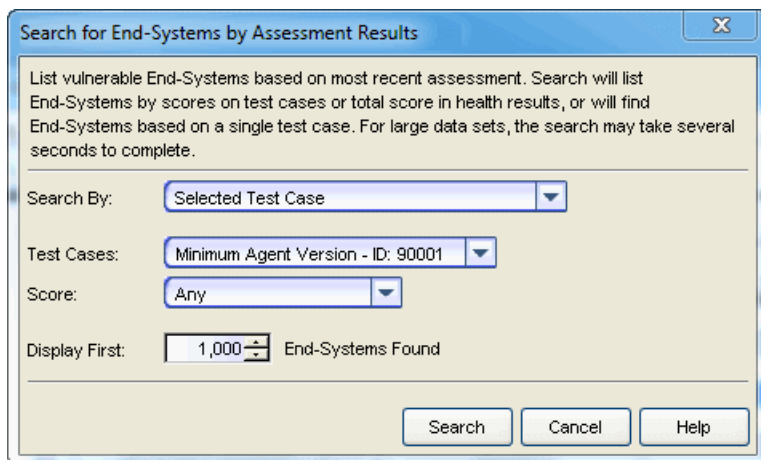 Search for End-Systems by Assessment Results
List vulnerable End-Systems based on most recent assessment. Search will list
End-Systems by scores on test cases or total score in health results, or will find
End-Systems based on a single test case. For large data sets, the search may take several
seconds to complete.
Search By: Selected Test Case
Test Cases: Minimum Agent Version - ID: 90001
Score: Any
Display First: 1,000 End-Systems Found
Search Cancel Help